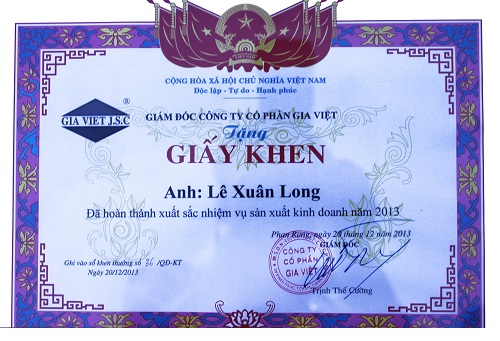 CỘNG HÒA XÃ HỘI CHỦ NGHĨA VIỆT NAM
Độc lập - Tự do - Hạnh phúc
®
GIA VIET J.S.C
GIÁM ĐỐC CÔNG TY CỔ PHẦN GIA VIỆT
Tặng
GIẤY KHEN
Anh: Lê Xuân Long
Đã hoàn thành xuất sắc nhiệm vụ sản xuất kinh doanh năm 2013
Phan Rang, ngày 20 tháng 12 năm 2013
GIÁM ĐỐC
Ghi vào sổ khen thưởng số 36 /QĐ-KT
Ngày 20/12/2013
CÔNG TY
CỔ PHẦN
GIA VIỆT
Trịnh Thế Cường